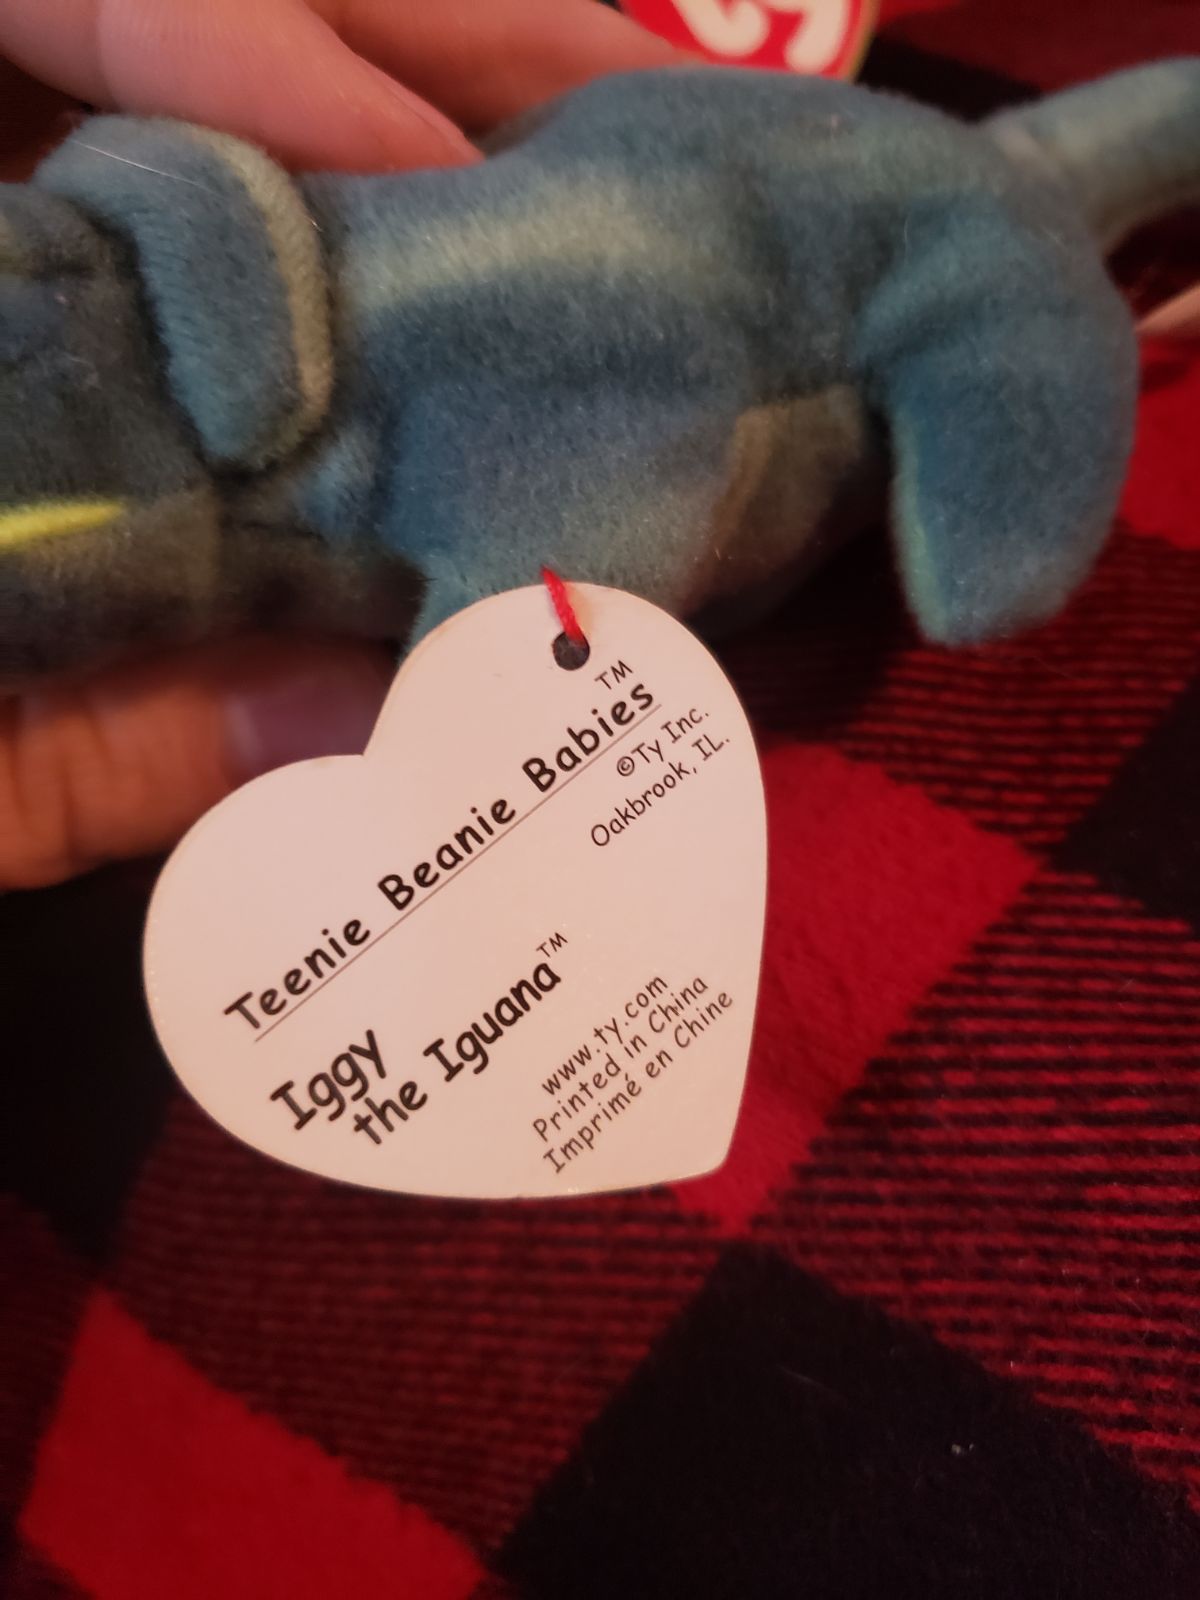 ty
Teenie Beanie Babies™
©Ty Inc.
Oakbrook, IL.
Iggy
the Iguana™
www.ty.com
Printed in China
Imprimé en Chine